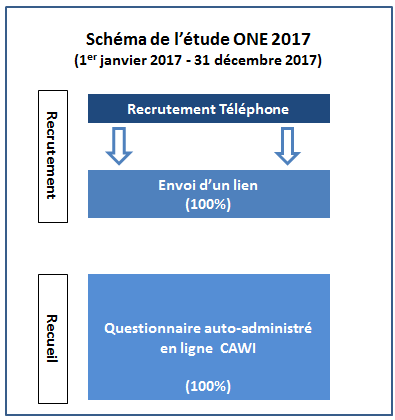 Schéma de l'étude ONE 2017
(1er janvier 2017 - 31 décembre 2017)
Recrutement
Recrutement Téléphone
Envoi d'un lien
(100%)
Recueil
Questionnaire auto-administré
en ligne CAWI
(100%)